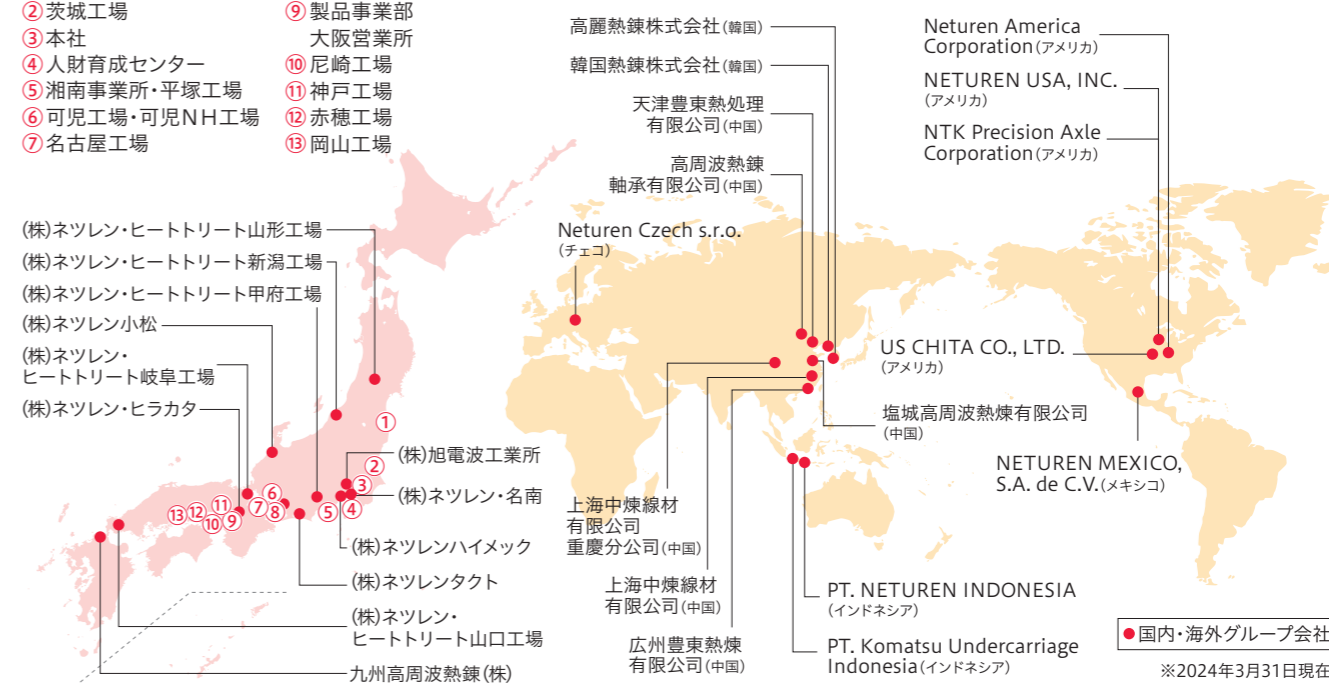 ②茨城工場
③本社
④人財育成センター
⑤湘南事業所・平塚工場
⑥可児工場・可児NH工場
⑦名古屋工場
⑨製品事業部
大阪営業所
⑩尼崎工場
⑪神戸工場
⑫赤穂工場
⑬岡山工場
(株)ネツレン・ヒートトリート山形工場
(株)ネツレン・ヒートトリート新潟工場
(株)ネツレン・ヒートトリート甲府工場
(株)ネツレン小松
(株)ネツレン・
ヒートトリート岐阜工場
(株)ネツレン・ヒラカタ
①
②
③
④
⑤
⑥
⑦
⑧
⑨
⑩
⑪
⑫
⑬
(株)旭電波工業所
(株)ネツレン・名南
(株)ネツレンハイメック
(株)ネツレンタクト
(株)ネツレン・
ヒートトリート山口工場
九州高周波熱錬(株)
高麗熱錬株式会社(韓国)
韓国熱錬株式会社(韓国)
天津豊東熱処理
有限公司(中国)
高周波熱錬
軸承有限公司(中国)
Neturen Czech s.r.o.
(チェコ)
上海中煉線材
有限公司
重慶分公司(中国)
上海中煉線材
有限公司(中国)
広州豊東熱煉
有限公司(中国)
Neturen America
Corporation(アメリカ)
NETUREN USA, INC.
(アメリカ)
NTK Precision Axle
Corporation(アメリカ)
US CHITA CO., LTD.
(アメリカ)
塩城高周波熱煉有限公司
(中国)
NETUREN MEXICO,
S.A. de C.V.(メキシコ)
PT. NETUREN INDONESIA
(インドネシア)
PT. Komatsu Undercarriage
Indonesia(インドネシア)
●国内・海外グループ会社
※2024年3月31日現在